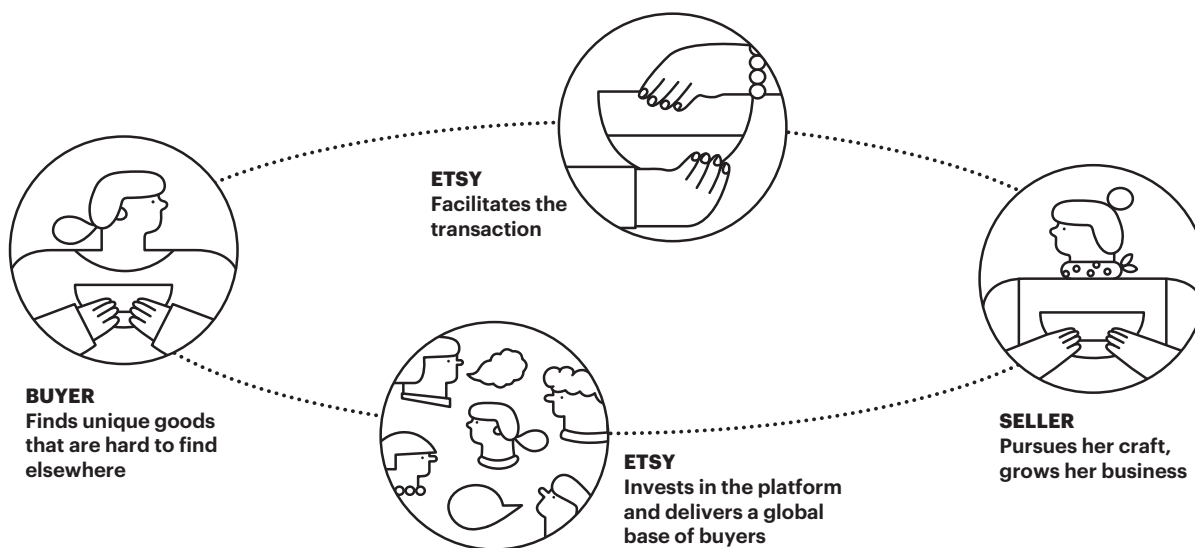 ETSY
Facilitates the
transaction
BUYER
Finds unique goods
that are hard to find
elsewhere
ETSY
Invests in the platform
and delivers a global
base of buyers
SELLER
Pursues her craft,
grows her business